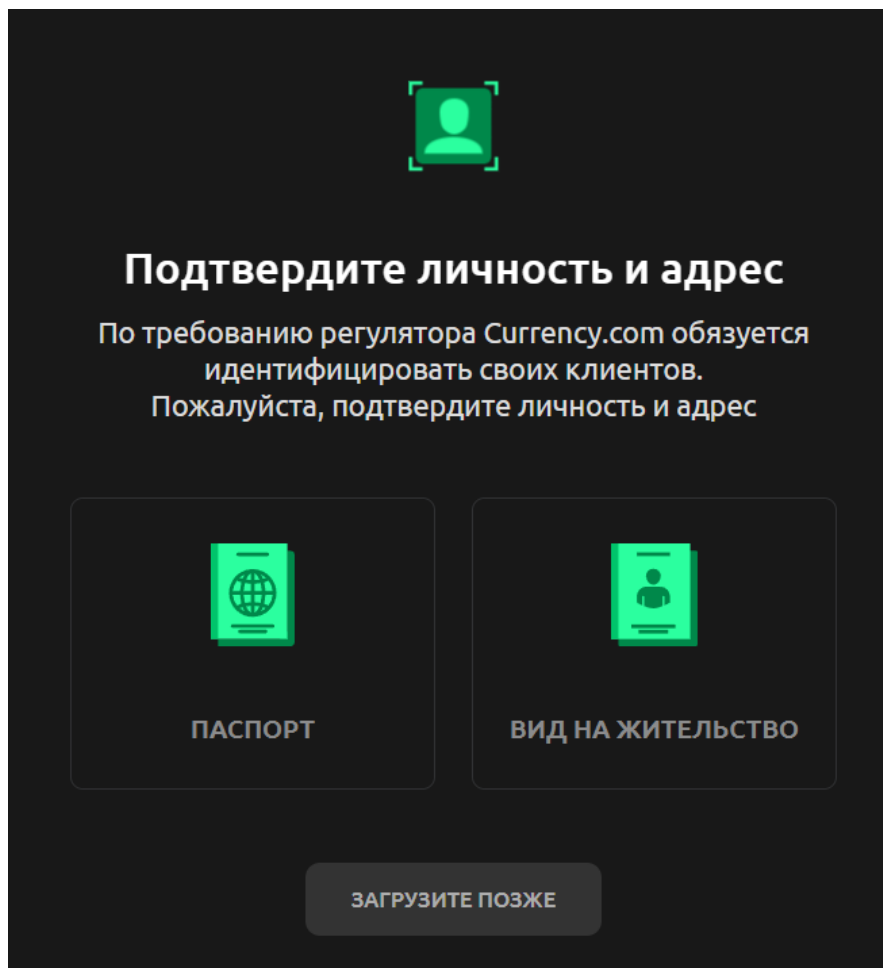 Подтвердите личность и адрес
По требованию регулятора Currency.com обязуется
идентифицировать своих клиентов.
Пожалуйста, подтвердите личность и адрес
ПАСПОРТ
ВИД НА ЖИТЕЛЬСТВО
ЗАГРУЗИТЕ ПОЗЖЕ